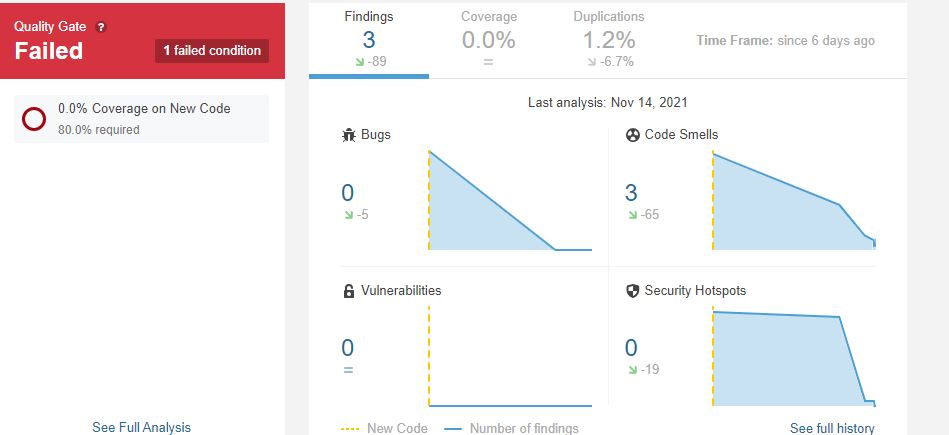 Quality Gate ?
Failed
1 failed condition
0.0% Coverage on New Code
80.0% required
See Full Analysis
Findings
3
-89
Coverage
0.0%
=
Duplications
1.2%
-6.7%
Time Frame: since 6 days ago
Last analysis: Nov 14, 2021
Bugs
0
-5
Code Smells
3
-65
Vulnerabilities
0
=
Security Hotspots
0
-19
New Code
Number of findings
See full history